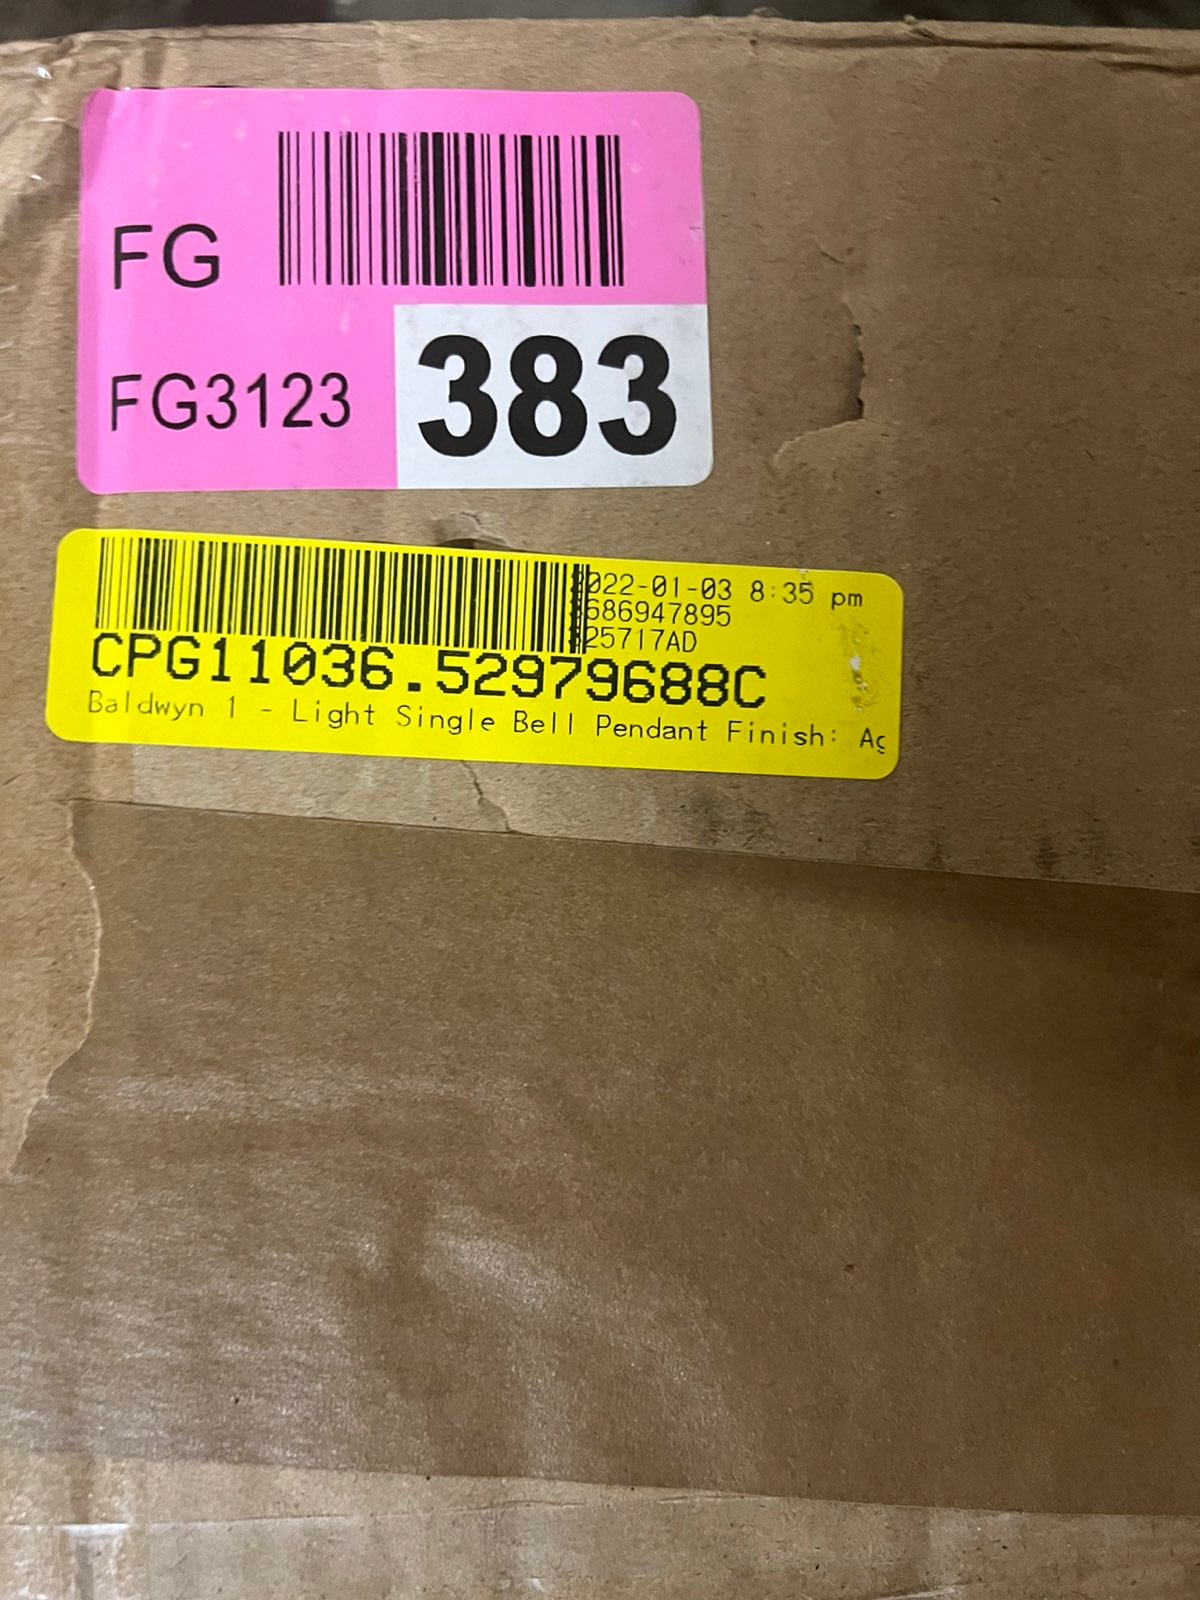 FG
FG3123
383
2022-01-03 8:35 pm
686947895
25717AD
CPG11036.52979688C
Baldwyn 1 - Light Single Bell Pendant Finish: Ag